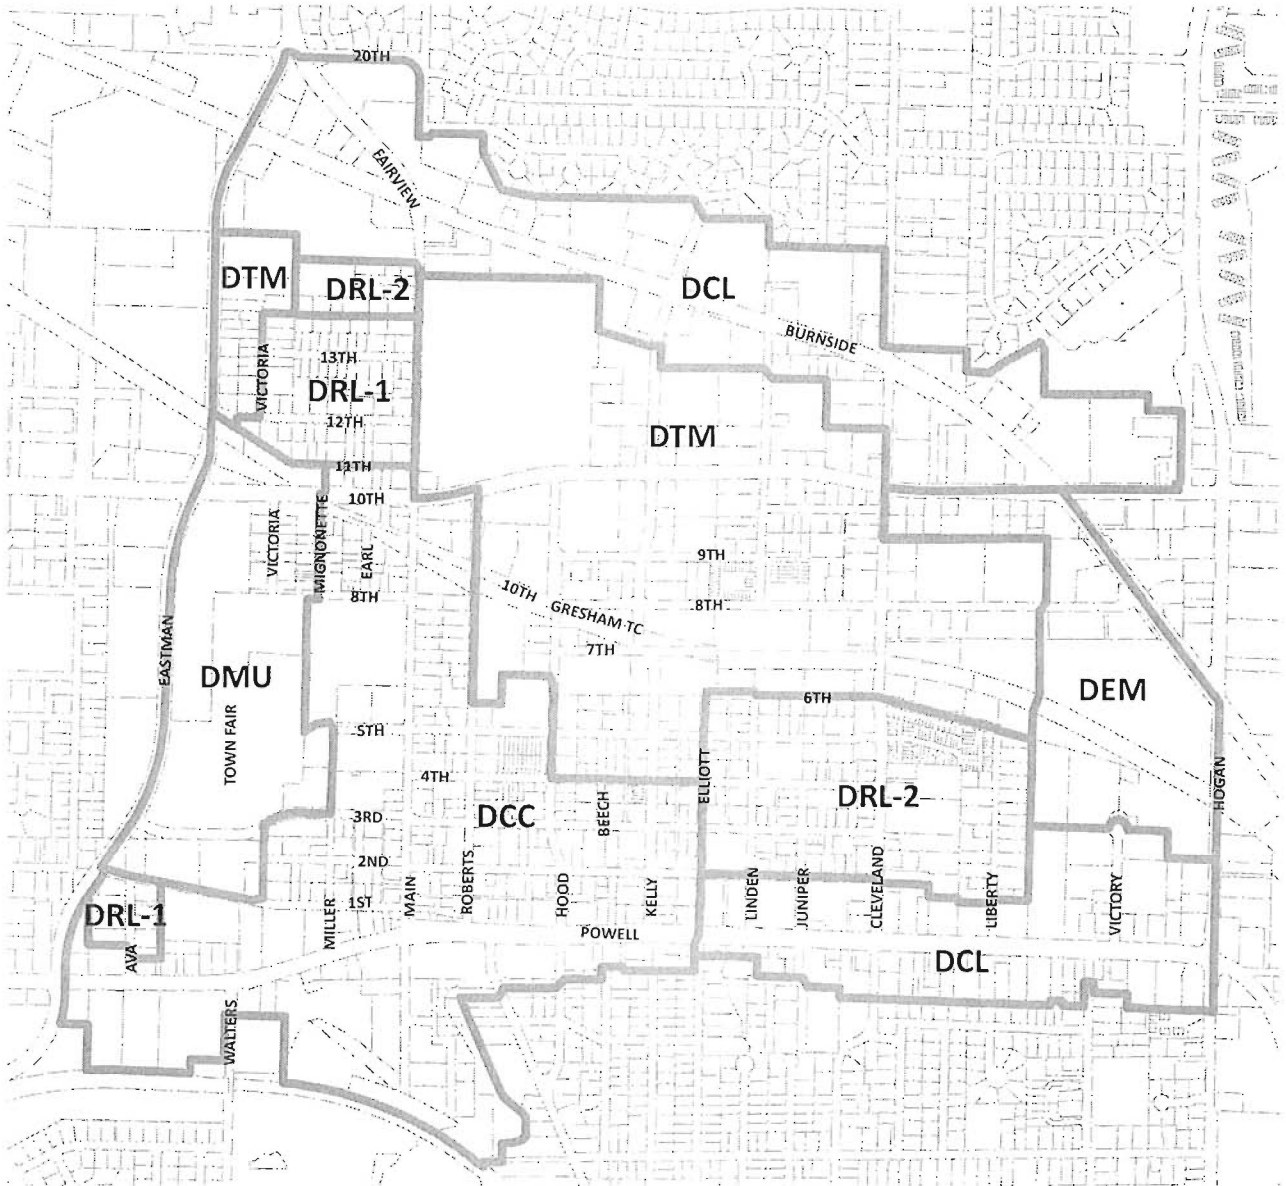 20TH
FAIRVIEW
DTM
DRL-2
DCL
BURNSIDE
VICTORIA
13TH
DRL-1
12TH
DTM
11TH
10TH
VICTORIA
MIGNONETTE
EARL
9TH
8TH
10TH
GRESHAM TC
8TH
7TH
EASTMAN
DMU
6TH
DEM
TOWN FAIR
5TH
4TH
ELLIOTT
HOGAN
DRL-2
3RD
DCC
BEECH
2ND
1ST
MILLER
MAIN
ROBERTS
HOOD
KELLY
LINDEN
JUNIPER
CLEVELAND
LIBERTY
VICTORY
DRL-1
AVA
POWELL
DCL
WALTERS